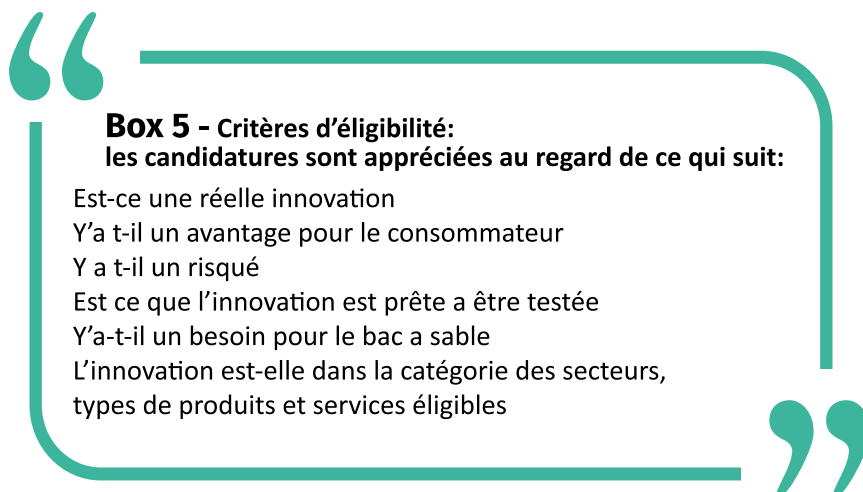 Box 5 - Critères d’éligibilité:
les candidatures sont appréciées au regard de ce qui suit:
Est-ce une réelle innovation
Y’a t-il un avantage pour le consommateur
Y a t-il un risqué
Est ce que l’innovation est prête a être testée
Y’a-t-il un besoin pour le bac a sable
L’innovation est-elle dans la catégorie des secteurs,
types de produits et services éligibles